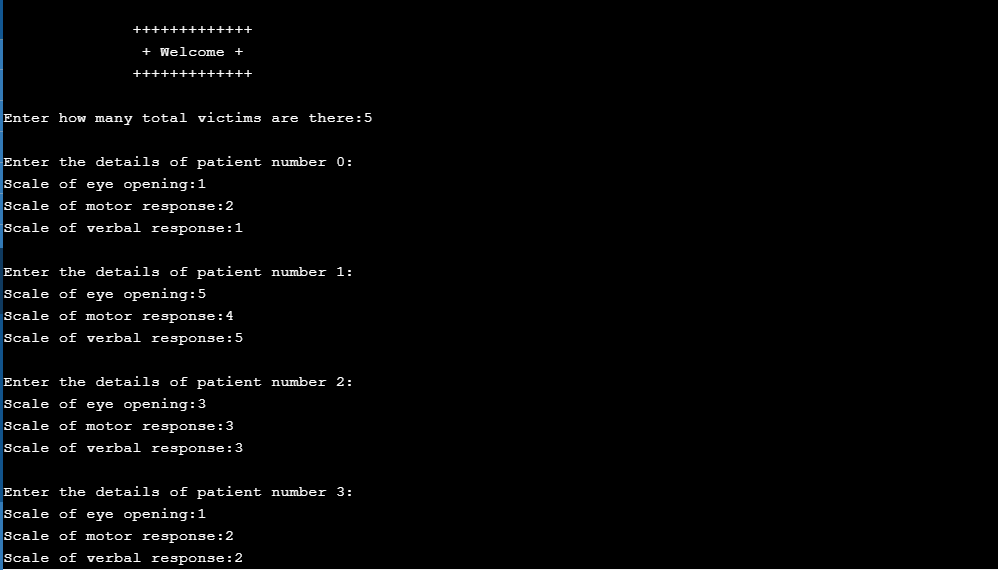 +++++++++++++
+ Welcome +
+++++++++++++
Enter how many total victims are there:5
Enter the details of patient number 0:
Scale of eye opening:1
Scale of motor response:2
Scale of verbal response:1
Enter the details of patient number 1:
Scale of eye opening:5
Scale of motor response:4
Scale of verbal response:5
Enter the details of patient number 2:
Scale of eye opening:3
Scale of motor response:3
Scale of verbal response:3
Enter the details of patient number 3:
Scale of eye opening:1
Scale of motor response:2
Scale of verbal response:2